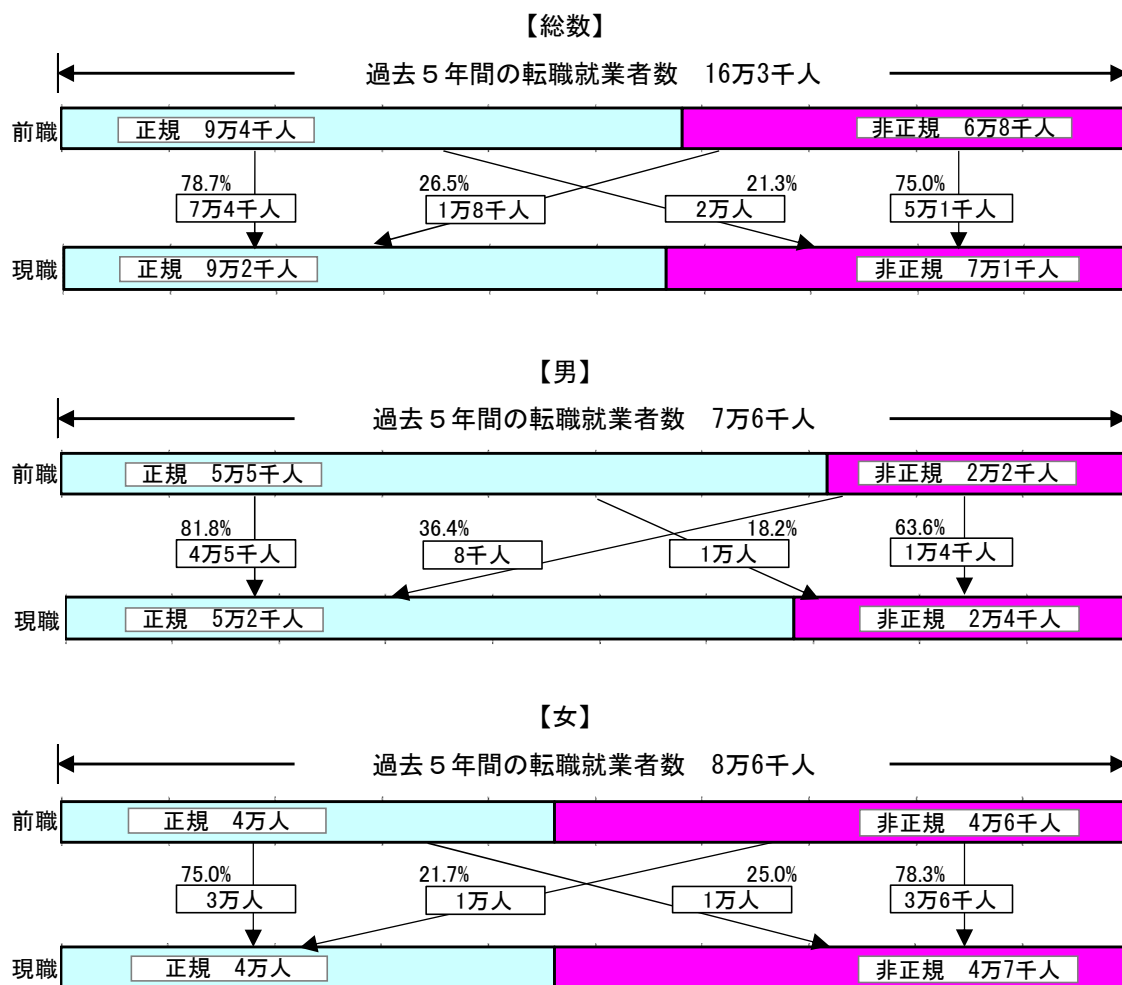 【総数】
過去５年間の転職就業者数　16万3千人
前職　正規　9万4千人　非正規　6万8千人
78.7%　26.5%　21.3%　75.0%
7万4千人　1万8千人　2万人　5万1千人
現職　正規　9万2千人　非正規　7万1千人
【男】
過去５年間の転職就業者数　7万6千人
前職　正規　5万5千人　非正規　2万2千人
81.8%　36.4%　18.2%　63.6%
4万5千人　8千人　1万人　1万4千人
現職　正規　5万2千人　非正規　2万4千人
【女】
過去５年間の転職就業者数　8万6千人
前職　正規　4万人　非正規　4万6千人
75.0%　21.7%　25.0%　78.3%
3万人　1万人　1万人　3万6千人
現職　正規　4万人　非正規　4万7千人